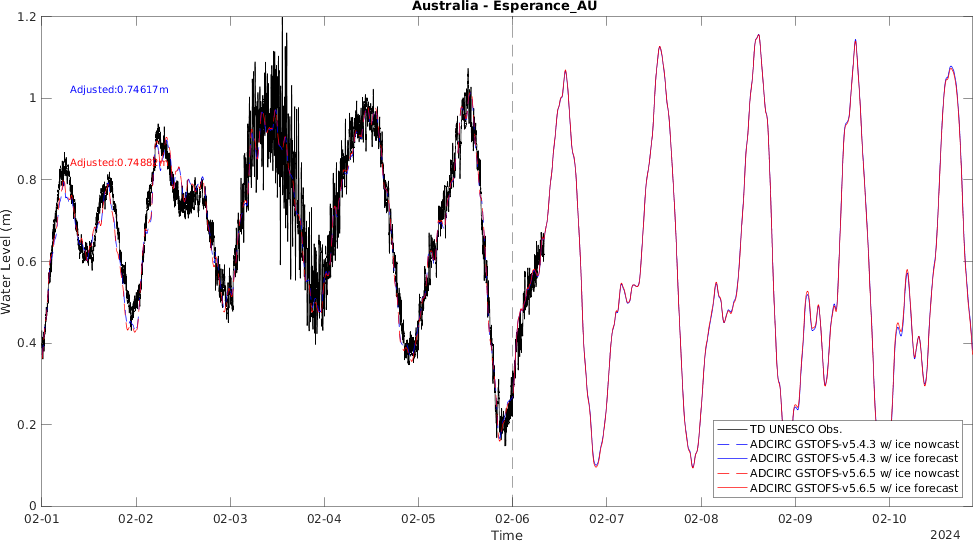 Australia - Esperance_AU
1.2
Adjusted:0.74617m
1
Adjusted:0.7488
0.8
Water Level (m)
0.6
0.4
0.2
0
TD UNESCO Obs.
ADCIRC GSTOFS-v5.4.3 w/ ice nowcast
ADCIRC GSTOFS-v5.4.3 w/ ice forecast
ADCIRC GSTOFS-v5.6.5 w/ ice nowcast
ADCIRC GSTOFS-v5.6.5 w/ ice forecast
02-01 02-02 02-03 02-04 02-05 02-06 02-07 02-08 02-09 02-10
Time
2024